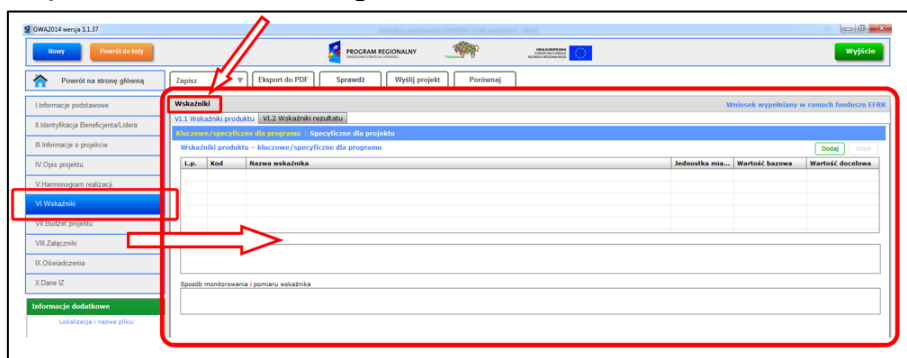 GWA2014 wersja 1.1.37
Nowy
Powrót do listy
PROGRAM REGIONALNY
NARODOWA STRATEGIA SPÓJNOŚCI
UNIA EUROPEJSKA
Wyjście
Powrót na stronę główną
Zapisz
Eksport do PDF
Sprawdź
Wyślij projekt
Porównaj
I.Informacje podstawowe
II.Identyfikacja Beneficjenta/Lidera
III.Informacje o projekcie
IV.Opis projektu
V.Harmonogram realizacji
VI.Wskaźniki
VII.Budżet projektu
VIII.Załączniki
IX.Oświadczenia
X.Dane IZ
Informacje dodatkowe
Lokalizacja i nazwa pliku:
Wskaźniki
Wniosek wypełniany w ramach funduszu EFRR
VI.1 Wskaźniki produktu
VI.2 Wskaźniki rezultatu
Kluczowe/specyficzne dla programu | Specyficzne dla projektu
Wskaźniki produktu – kluczowe/specyficzne dla programu
Dodaj
Usuń
L.p. Kod Nazwa wskaźnika Jednostka mia... Wartość bazowa Wartość docelowa
Sposób monitorowania i pomiaru wskaźnika